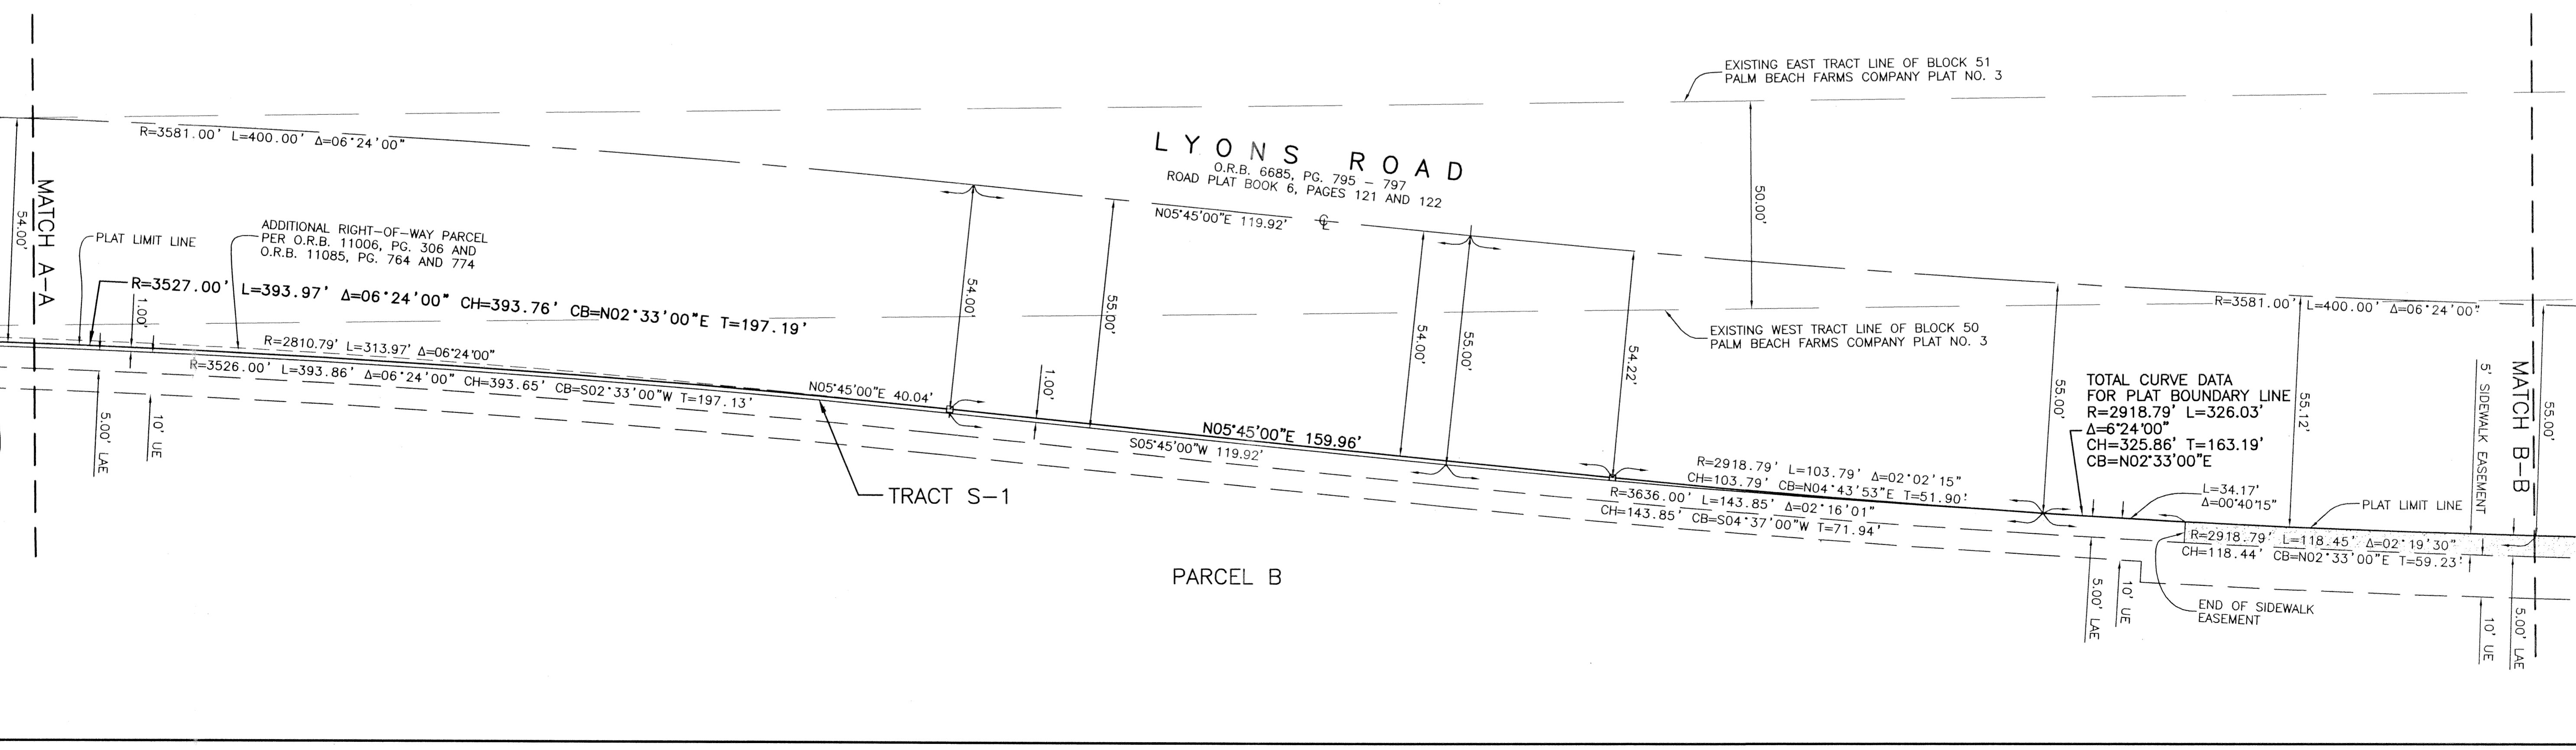 EXISTING EAST TRACT LINE OF BLOCK 51
PALM BEACH FARMS COMPANY PLAT NO. 3
R=3581.00' L=400.00' Δ=06°24'00"
LYONS ROAD
O.R.B. 6685, PG. 795 – 797
ROAD PLAT BOOK 6, PAGES 121 AND 122
N05°45'00"E 119.92' ℄
MATCH A-A
54.00'
PLAT LIMIT LINE
ADDITIONAL RIGHT-OF-WAY PARCEL
PER O.R.B. 11006, PG. 306 AND
O.R.B. 11085, PG. 764 AND 774
R=3527.00' L=393.97' Δ=06°24'00" CH=393.76' CB=N02°33'00"E T=197.19'
1.00'
R=2810.79' L=313.97' Δ=06°24'00"
R=3526.00' L=393.86' Δ=06°24'00" CH=393.65' CB=S02°33'00"W T=197.13'
5.00' LAE
10' UE
N05°45'00"E 40.04'
54.00'
1.00'
55.00'
TRACT S-1
N05°45'00"E 159.96'
S05°45'00"W 119.92'
54.00'
55.00'
54.22'
50.00'
EXISTING WEST TRACT LINE OF BLOCK 50
PALM BEACH FARMS COMPANY PLAT NO. 3
PARCEL B
R=2918.79' L=103.79' Δ=02°02'15"
CH=103.79' CB=N04°43'53"E T=51.90'
R=3636.00' L=143.85' Δ=02°16'01"
CH=143.85' CB=S04°37'00"W T=71.94'
55.00'
TOTAL CURVE DATA
FOR PLAT BOUNDARY LINE
R=2918.79' L=326.03'
Δ=6°24'00"
CH=325.86' T=163.19'
CB=N02°33'00"E
R=3581.00' L=400.00' Δ=06°24'00"
55.12'
L=34.17'
Δ=00°40'15"
PLAT LIMIT LINE
5' SIDEWALK EASEMENT
MATCH B-B
55.00'
R=2918.79' L=118.45' Δ=02°19'30"
CH=118.44' CB=N02°33'00"E T=59.23'
5.00' LAE
10' UE
END OF SIDEWALK
EASEMENT
10' UE
5.00' LAE